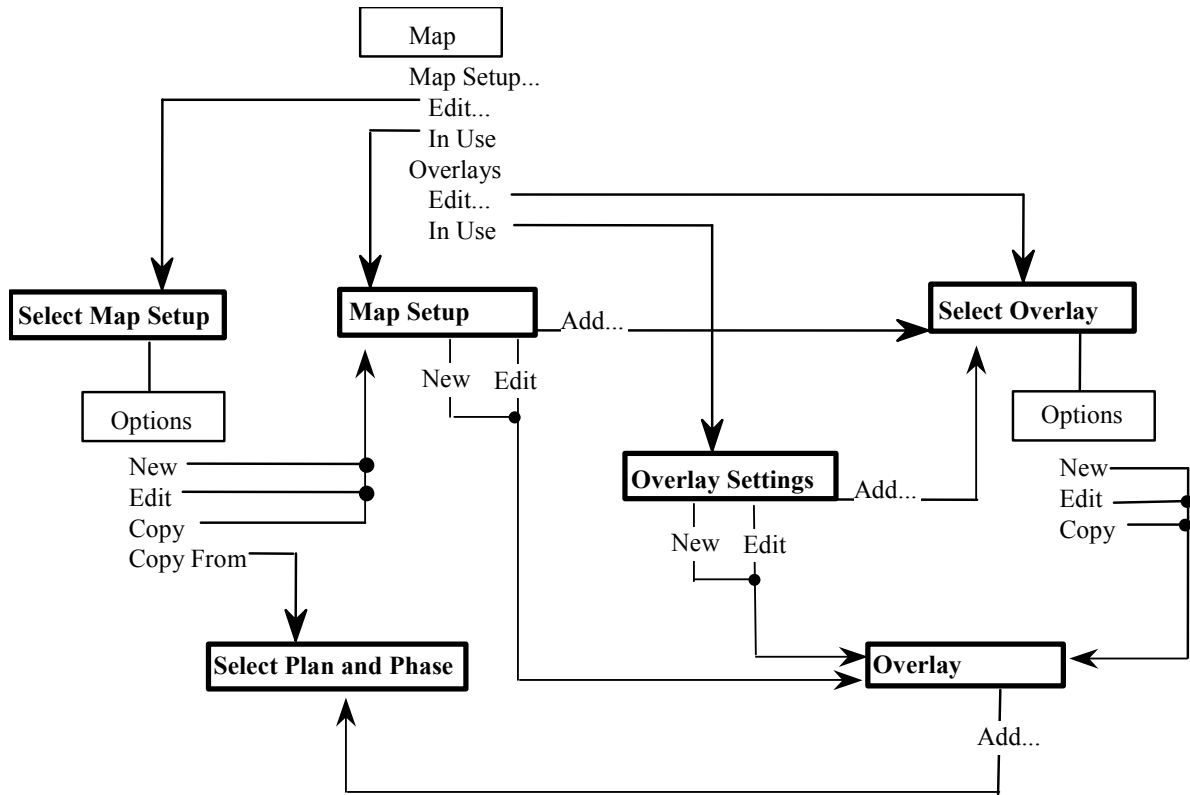 Map
Map Setup...
Edit...
In Use
Overlays
Edit...
In Use
Select Map Setup
Map Setup
Add...
Select Overlay
New
Edit
Options
Options
New
Edit
Copy
Copy From
Overlay Settings
Add...
New
Edit
New
Edit
Copy
Select Plan and Phase
Overlay
Add...